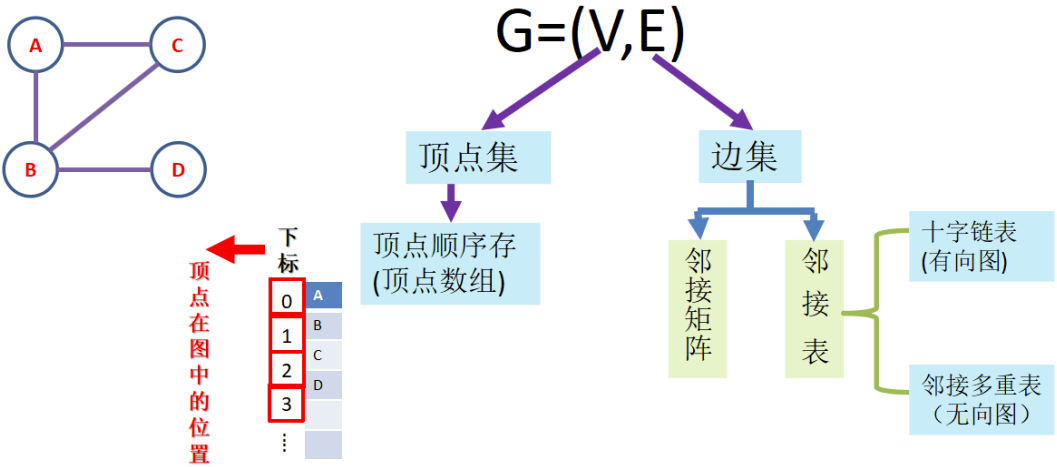 G=(V,E)
A
C
B
D
顶点集
边集
顶点顺序存
(顶点数组)
邻接矩阵
邻接表
十字链表
(有向图)
邻接多重表
（无向图）
下标
顶点在图中的位置
0 A
1 B
2 C
3 D
⋮